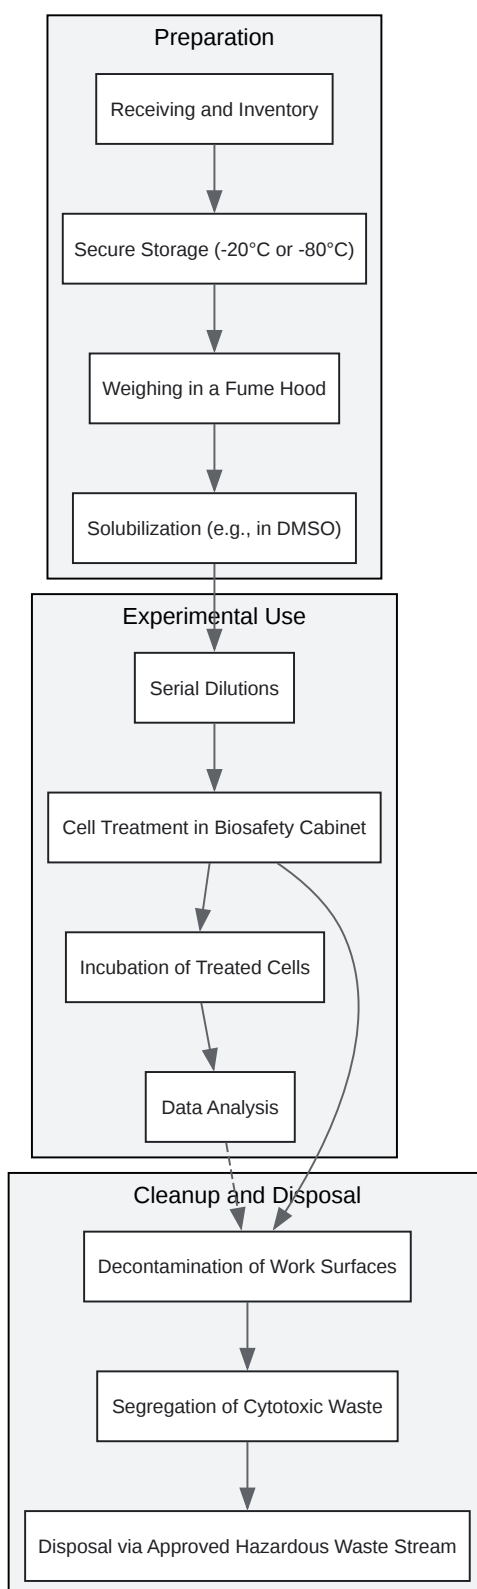 Preparation
Receiving and Inventory
Secure Storage (-20°C or -80°C)
Weighing in a Fume Hood
Solubilization (e.g., in DMSO)
Experimental Use
Serial Dilutions
Cell Treatment in Biosafety Cabinet
Incubation of Treated Cells
Data Analysis
Cleanup and Disposal
Decontamination of Work Surfaces
Segregation of Cytotoxic Waste
Disposal via Approved Hazardous Waste Stream